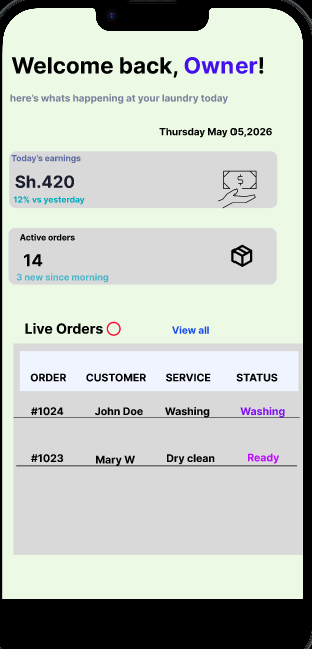 Welcome back, Owner!
here's whats happening at your laundry today
Thursday May 05,2026
Today's earnings
Sh.420
$
12% vs yesterday
Active orders
14
3 new since morning
Live Orders View all
ORDER CUSTOMER SERVICE STATUS
#1024 John Doe Washing Washing
#1023 Mary W Dry clean Ready